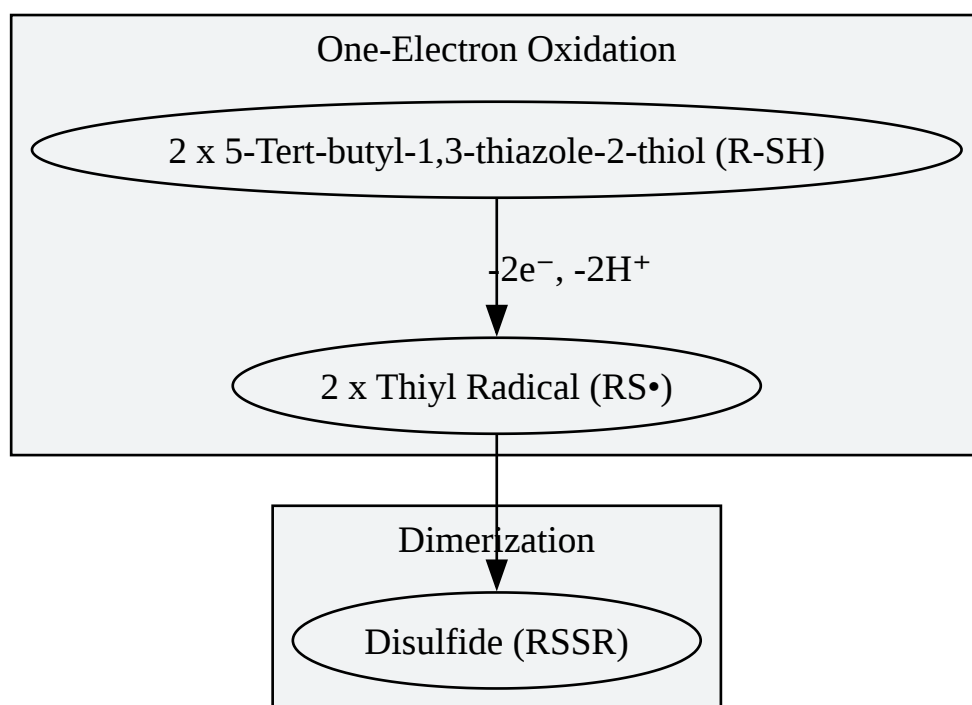 One-Electron Oxidation
2 x 5-Tert-butyl-1,3-thiazole-2-thiol (R-SH)
-2e⁻, -2H⁺
2 x Thiyl Radical (RS•)
Dimerization
Disulfide (RSSR)